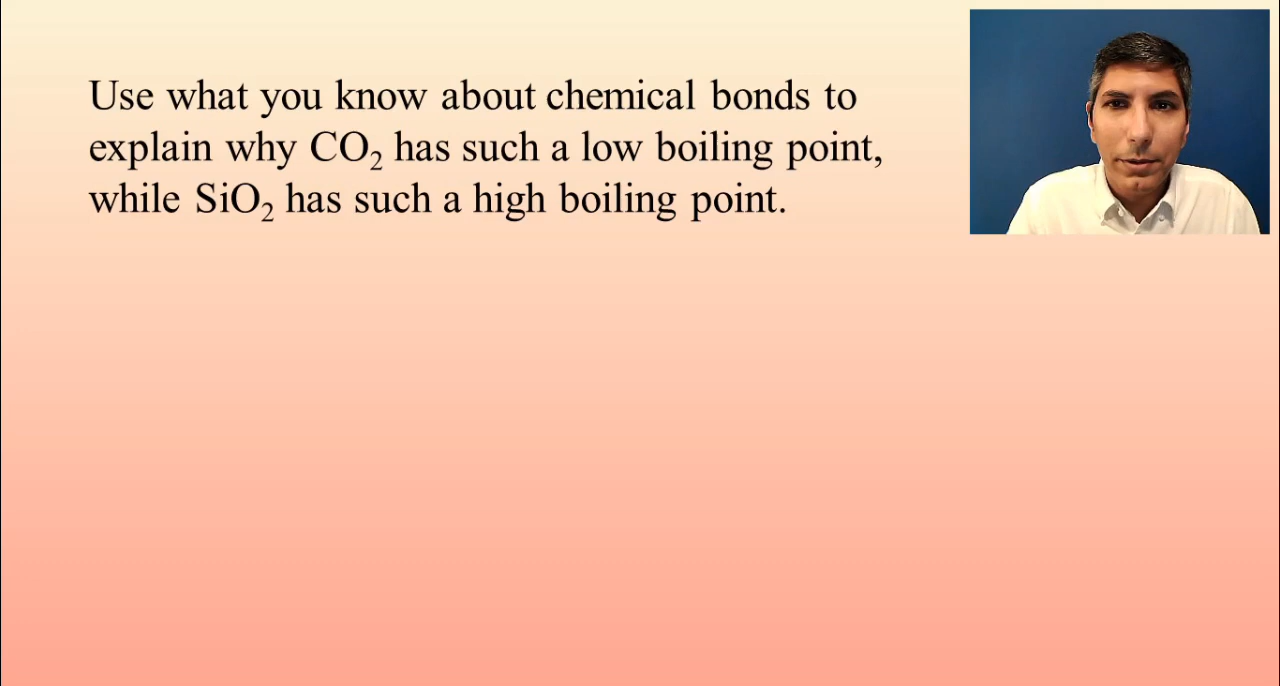 Use what you know about chemical bonds to
explain why CO₂ has such a low boiling point,
while SiO₂ has such a high boiling point.